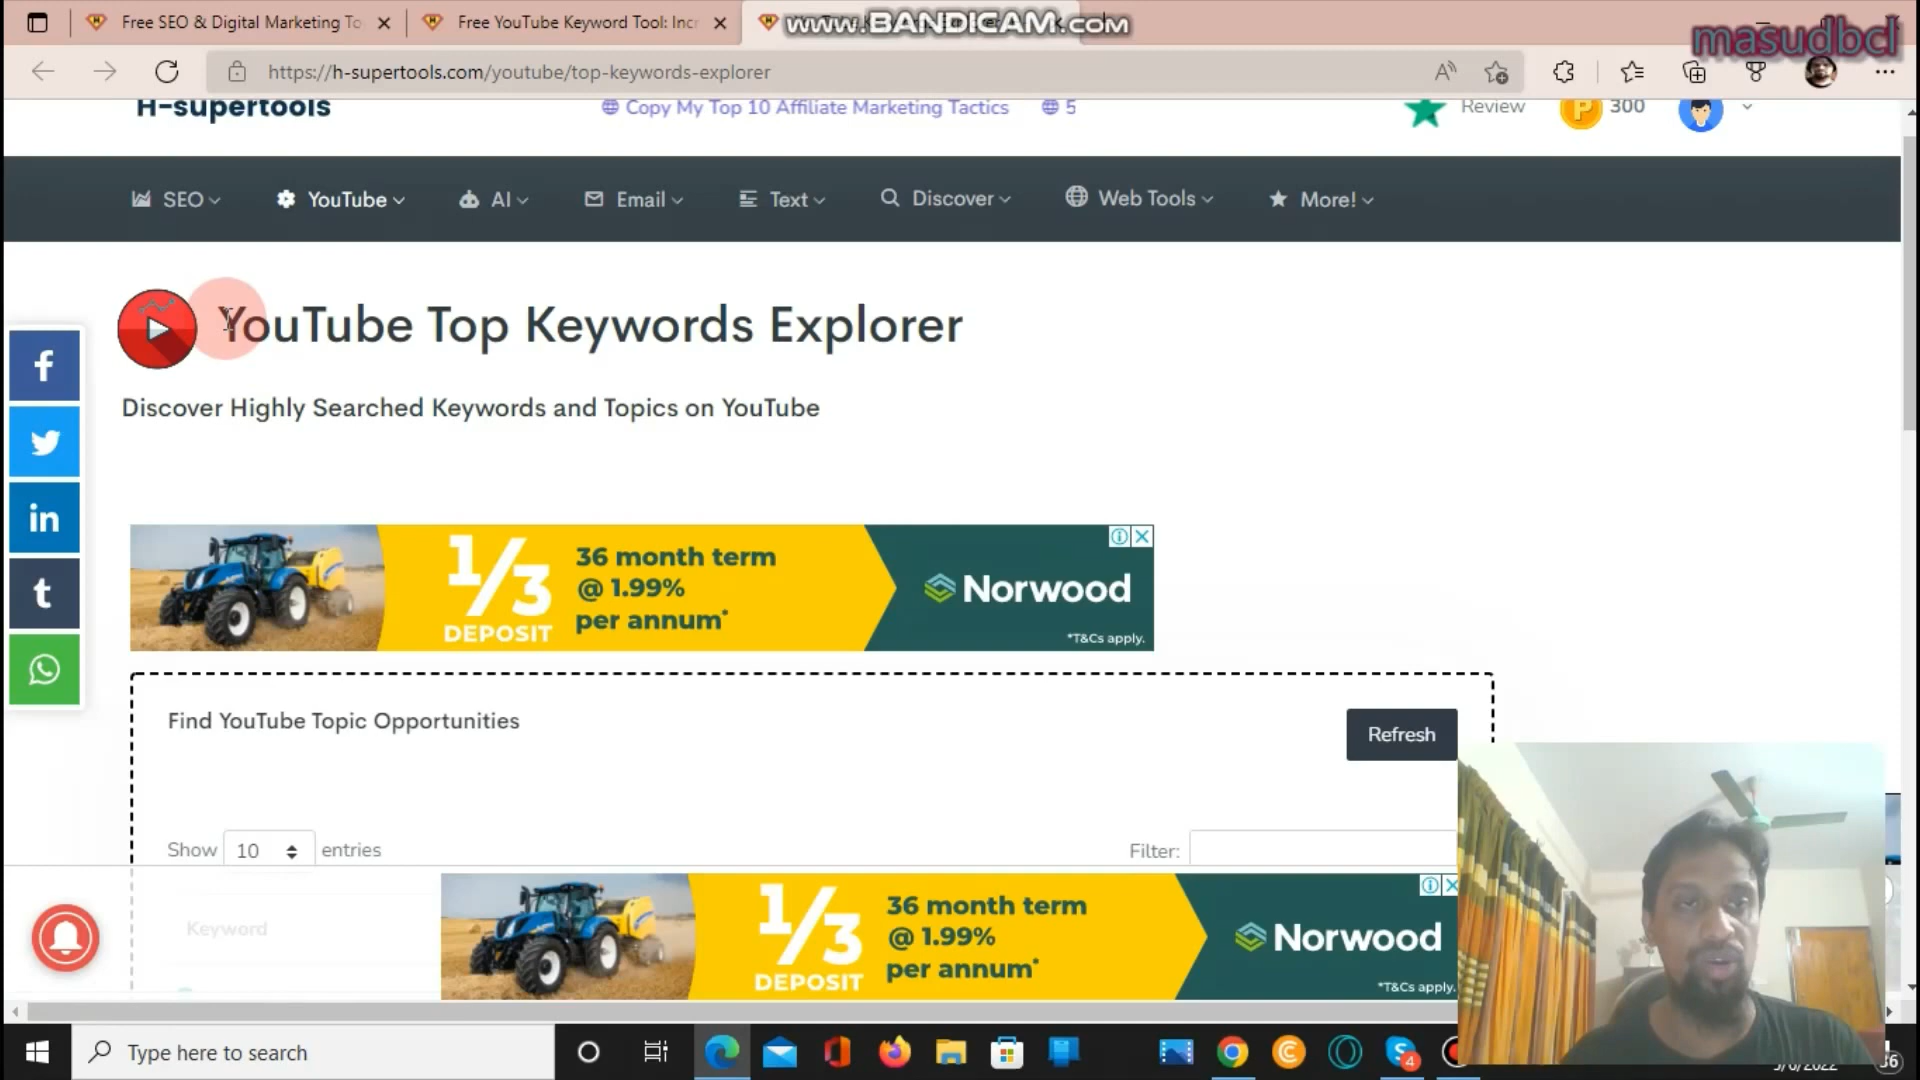 Free SEO & Digital Marketing To
Free YouTube Keyword Tool: Incr
www.BANDICAM.com
masudbcl
https://h-supertools.com/youtube/top-keywords-explorer
H-supertools
Copy My Top 10 Affiliate Marketing Tactics
5
Review
300
SEO
YouTube
AI
Email
Text
Discover
Web Tools
More!
YouTube Top Keywords Explorer
Discover Highly Searched Keywords and Topics on YouTube
1/3
DEPOSIT
36 month term
@ 1.99%
per annum*
Norwood
*T&Cs apply.
Find YouTube Topic Opportunities
Refresh
Show 10 entries
Filter:
Keyword
1/3
DEPOSIT
36 month term
@ 1.99%
per annum*
Norwood
*T&Cs apply.
Type here to search
4
36